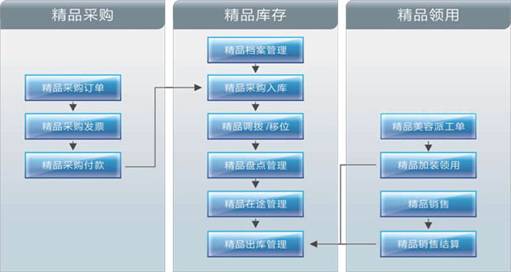 精品采购
精品采购订单
精品采购发票
精品采购付款
精品库存
精品档案管理
精品采购入库
精品调拨/移位
精品盘点管理
精品在途管理
精品出库管理
精品领用
精品美容派工单
精品加装领用
精品销售
精品销售结算